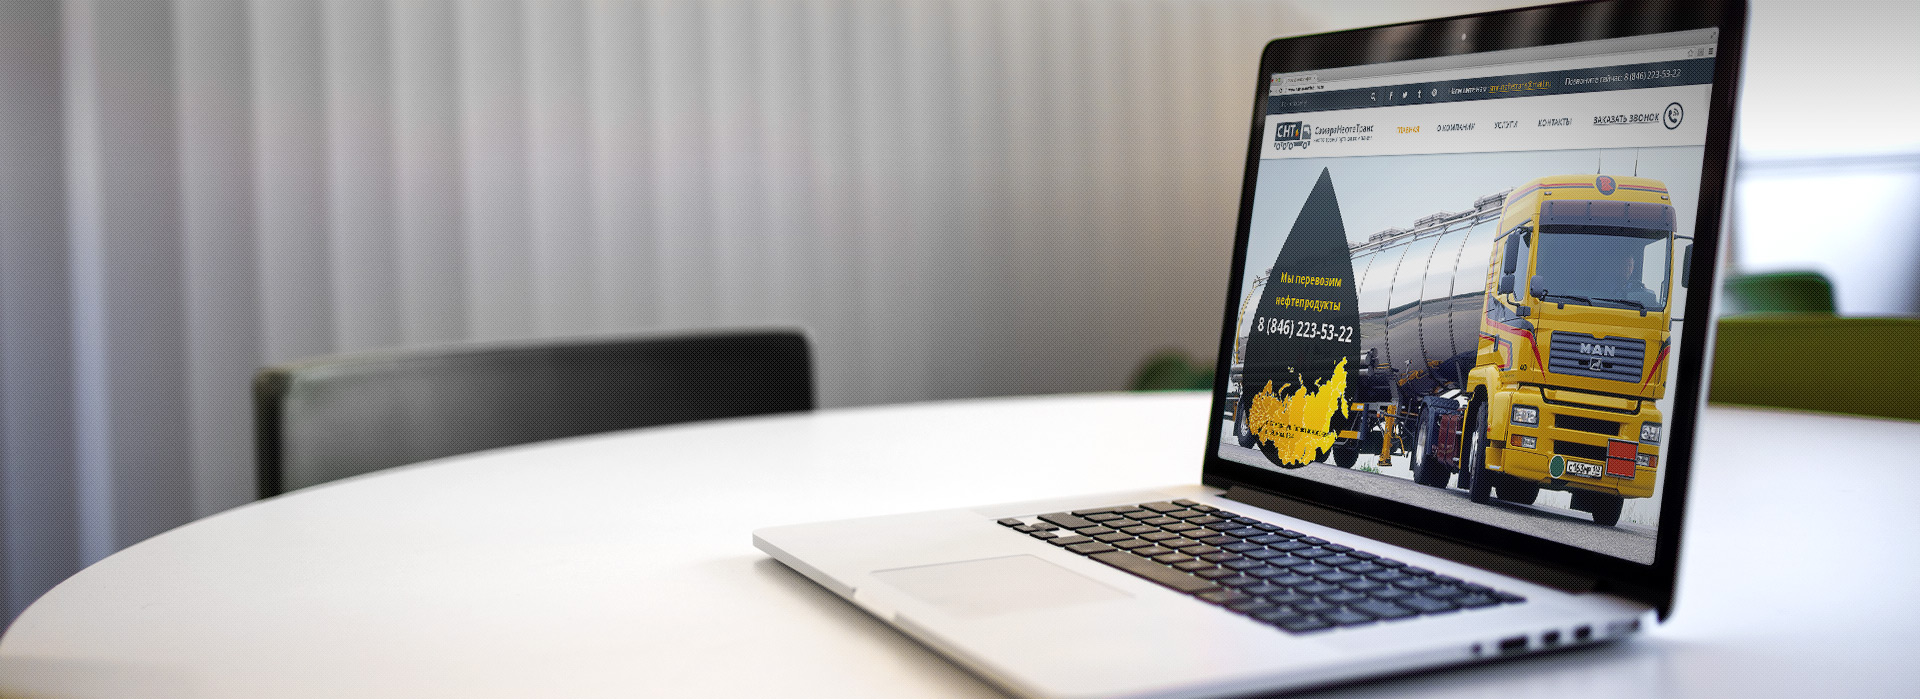 Позвоните сейчас: 8 (846) 223-53-22
СНТ
СамараНефтеТранс
ГЛАВНАЯ
О КОМПАНИИ
УСЛУГИ
КОНТАКТЫ
ЗАКАЗАТЬ ЗВОНОК
Мы перевозим
нефтепродукты
8 (846) 223-53-22
MAN